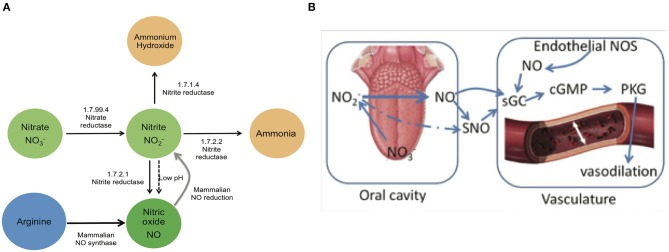 A
Ammonium
Hydroxide
1.7.1.4
Nitrite reductase
1.7.99.4
Nitrate
reductase
Nitrate
NO3-
Nitrite
NO2-
1.7.2.2
Nitrite
reductase
Ammonia
1.7.2.1
Nitrite reductase
Low pH
Mammalian
NO reduction
Arginine
Mammalian
NO synthase
Nitric
oxide
NO
B
Endothelial NOS
NO
NO2-
NO
sGC
cGMP
PKG
SNO
NO3-
vasodilation
Oral cavity
Vasculature